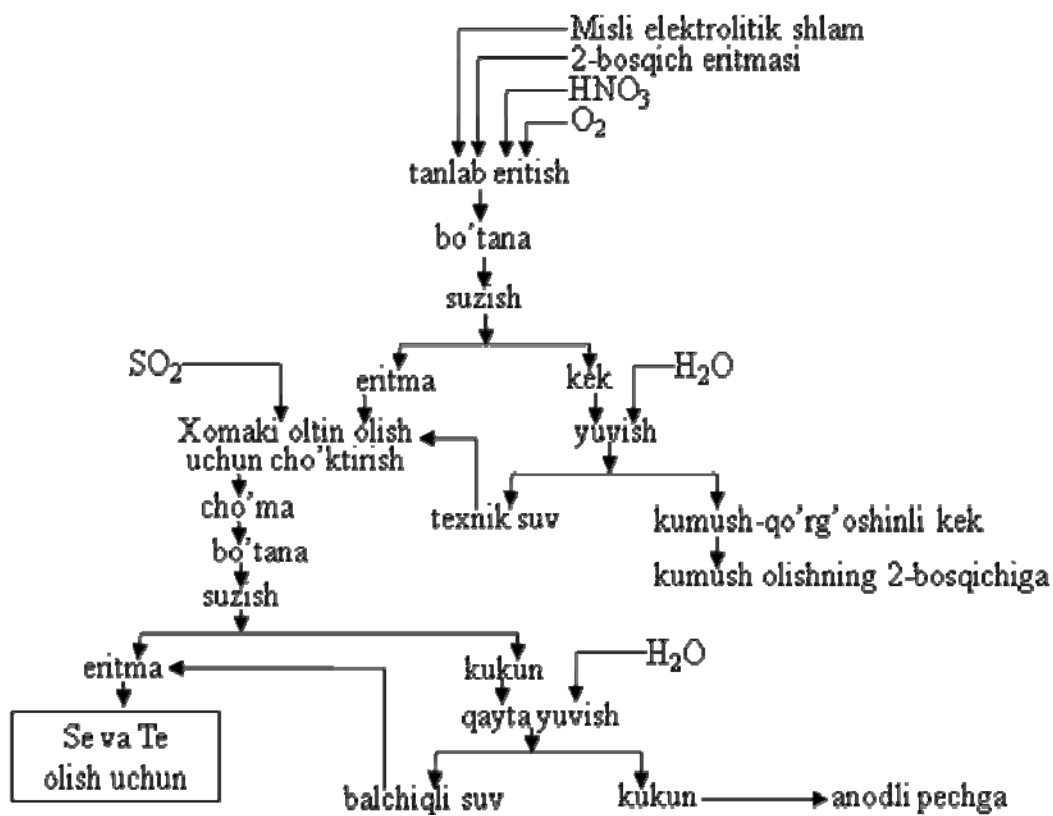 Misli elektrolitik shlam
2-bosqich eritmasi
HNO₃
O₂
tanlab eritish
bo'tana
suzish
SO₂
eritma
kek
H₂O
Xomaki oltin olish
uchun cho'ktirish
yuvish
cho'ma
texnik suv
kumush-qo'rg'oshinli kek
bo'tana
kumush olishning 2-bosqichiga
suzish
eritma
kukun
H₂O
qayta yuvish
Se va Te
olish uchun
balchiqli suv
kukun
anodli pechga